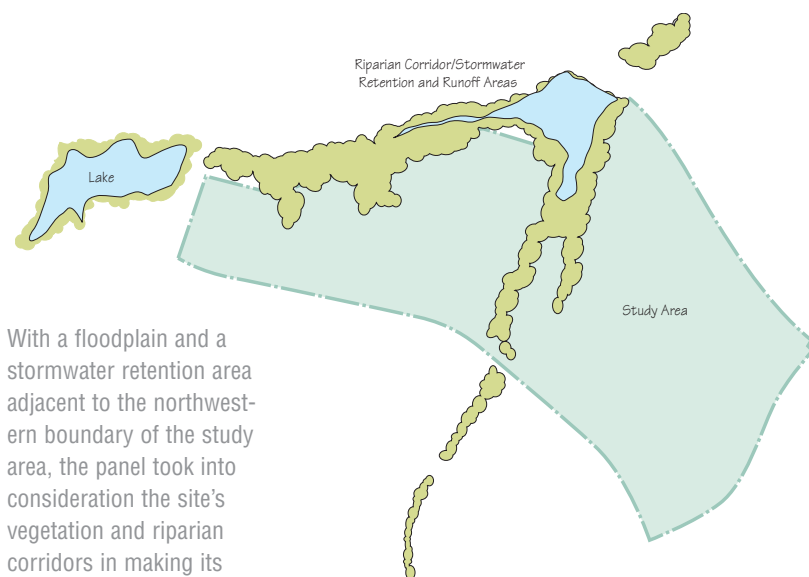 Riparian Corridor/Stormwater
Retention and Runoff Areas
Lake
Study Area
With a floodplain and a
stormwater retention area
adjacent to the northwest-
ern boundary of the study
area, the panel took into
consideration the site's
vegetation and riparian
corridors in making its